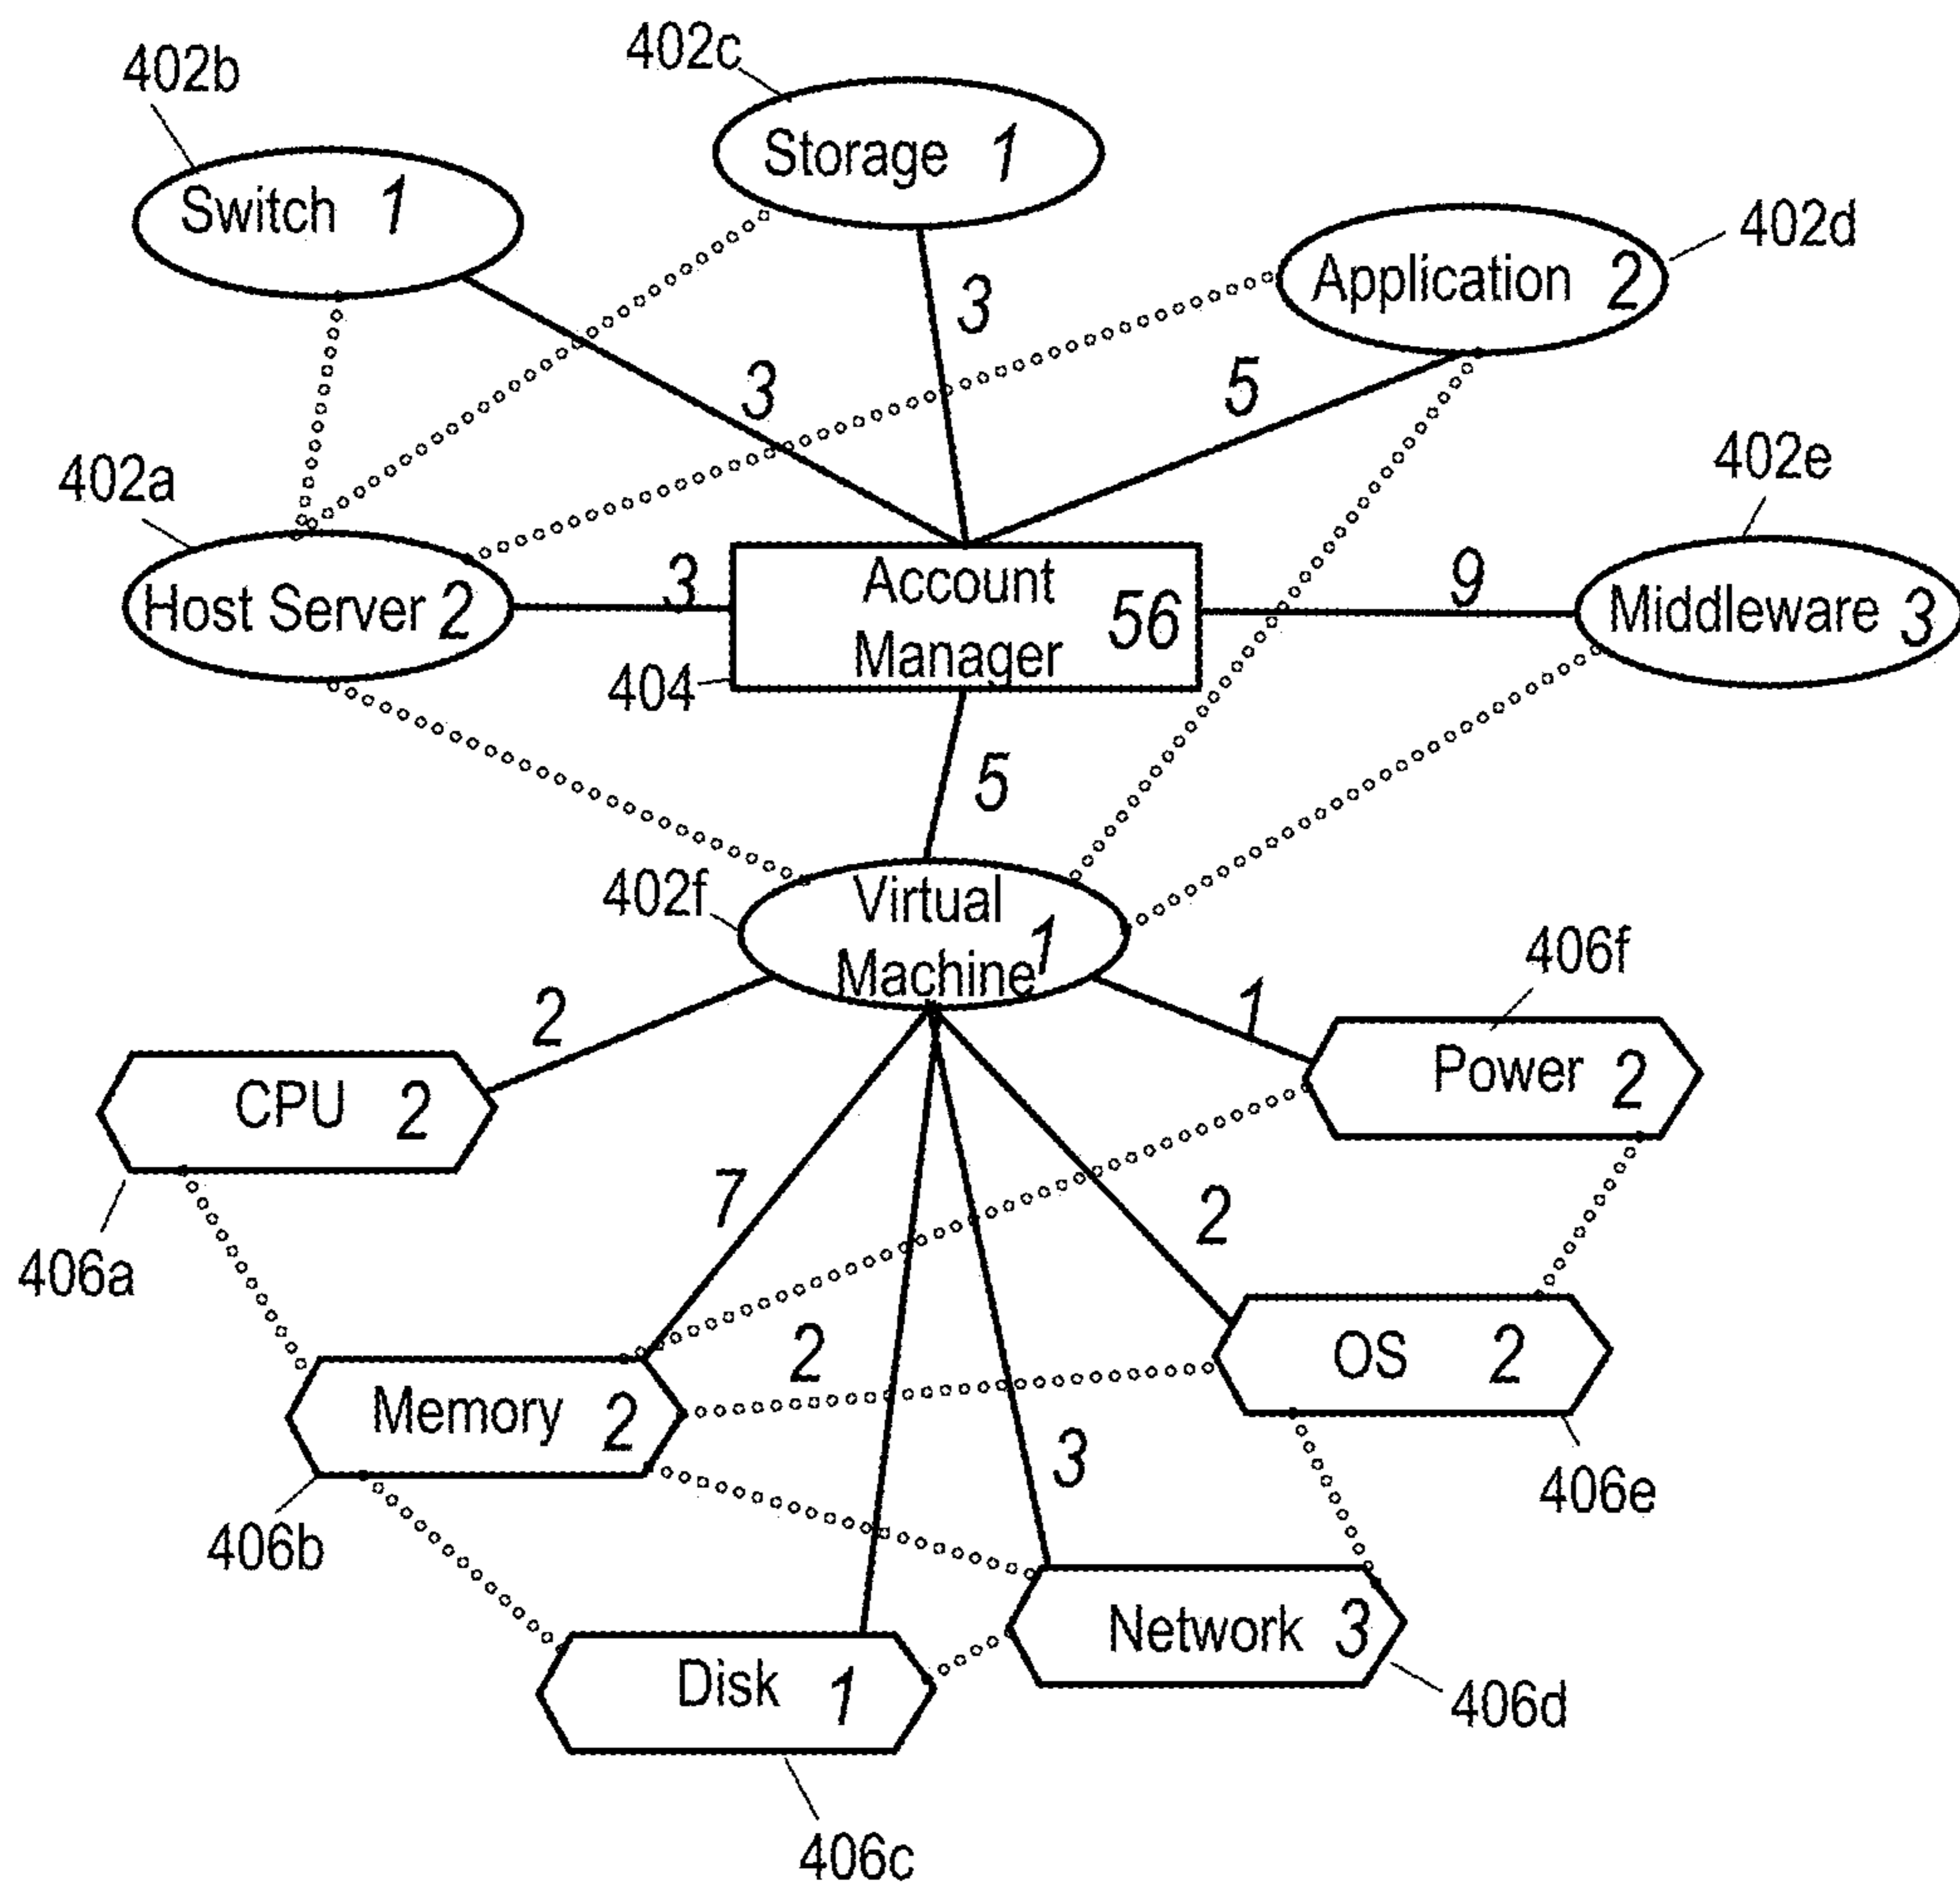 402c
402b
Storage 1
Switch 1
402d
Application 2
3
3
5
402a
402e
Host Server 2
3
Account
Manager
56
9
Middleware 3
404
5
402f
Virtual
Machine 1
406f
2
1
Power 2
CPU 2
7
2
406a
2
OS 2
Memory 2
3
406e
406b
Network 3
Disk 1
406d
406c